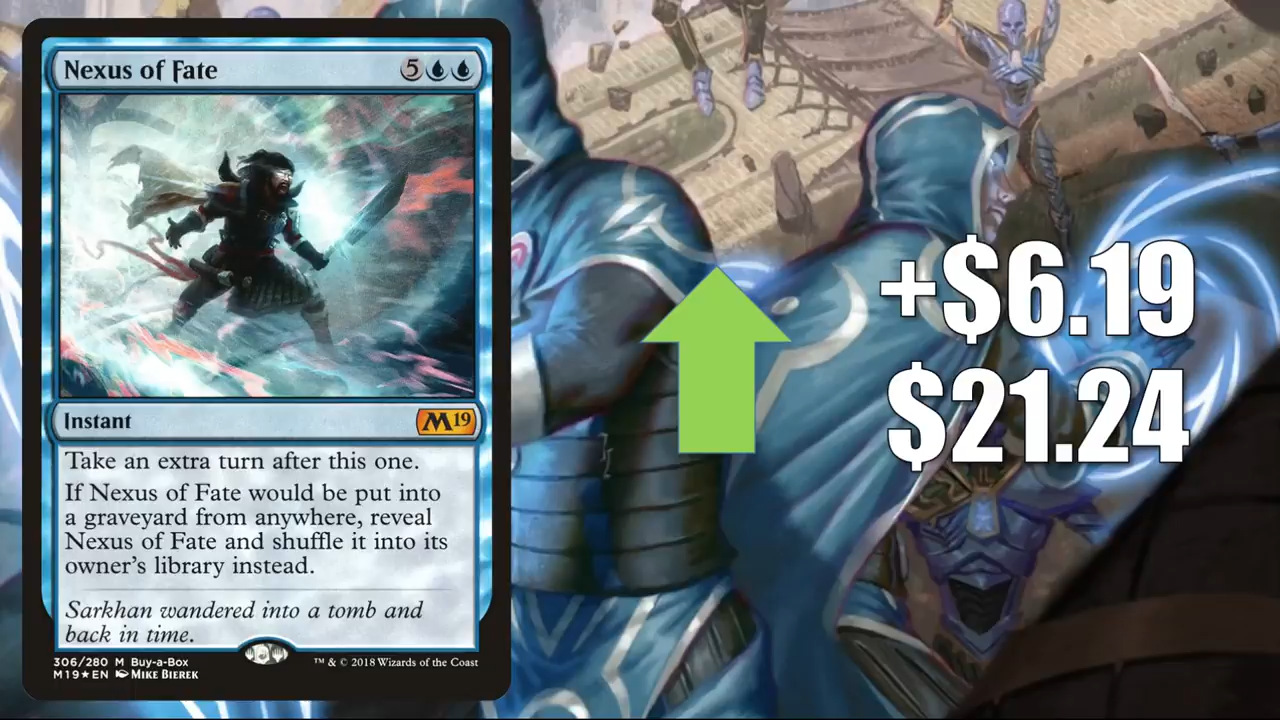 Nexus of Fate 5
Instant M19
Take an extra turn after this one.
If Nexus of Fate would be put into
a graveyard from anywhere, reveal
Nexus of Fate and shuffle it into its
owner's library instead.
Sarkhan wandered into a tomb and
back in time.
306/280 M Buy-a-Box
M19★EN Mike Bierek
™ & © 2018 Wizards of the Coast
+$6.19
$21.24